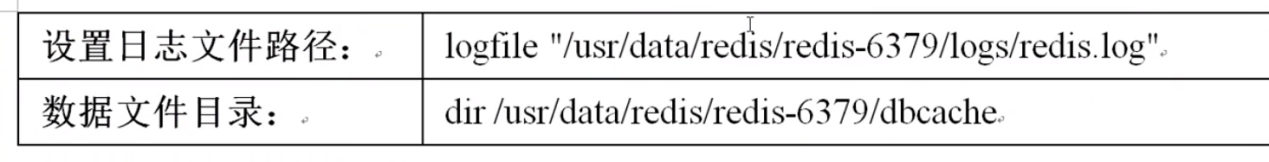 设置日志文件路径： logfile "/usr/data/redis/redis-6379/logs/redis.log"
数据文件目录： dir /usr/data/redis/redis-6379/dbcache